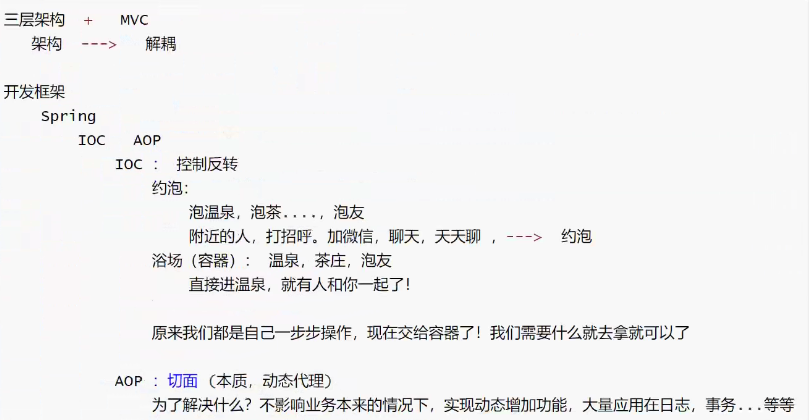 三层架构 + MVC
架构 ---> 解耦
开发框架
Spring
IOC AOP
IOC : 控制反转
约泡:
泡温泉，泡茶....，泡友
附近的人，打招呼。加微信，聊天，天天聊 ，---> 约泡
浴场（容器）： 温泉，茶庄，泡友
直接进温泉，就有人和你一起了！
原来我们都是自己一步步操作，现在交给容器了！我们需要什么就去拿就可以了
AOP : 切面（本质，动态代理）
为了解决什么？不影响业务本来的情况下，实现动态增加功能，大量应用在日志，事务...等等